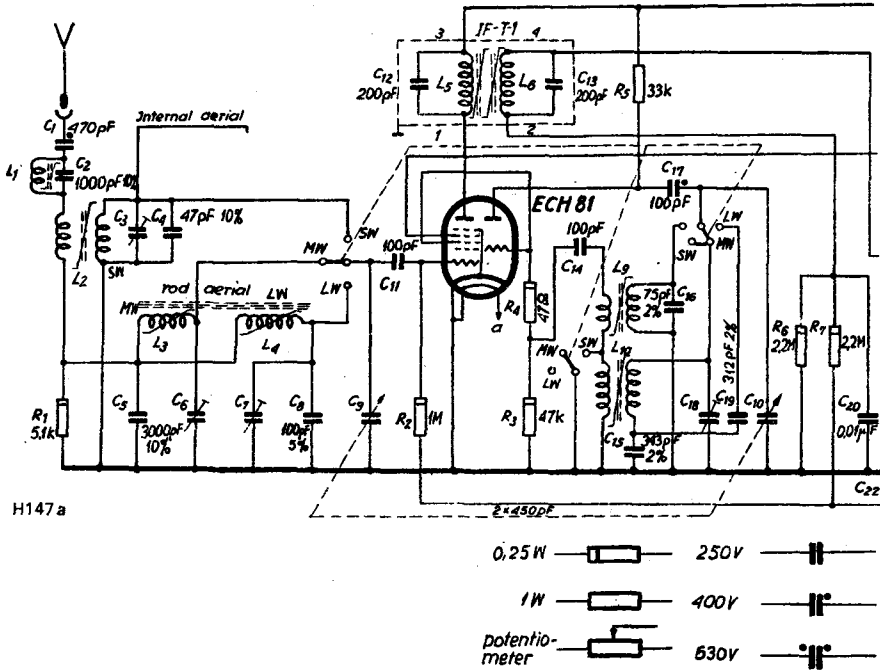 3 IF-T-1 4
C12
200pF
L5
L6
C13
200pF
1 2
R5 33k
C1 470pF
Internal aerial
L1
C2
1000pF 10%
C3 C4 47pF 10%
L2
SW
MW
SW
LW
100pF
C11
ECH 81
C17
100pF
100pF
C14
L9
75pF
2%
C16
SW
LW
MW
MW rod aerial LW
L3
L4
a
R4 47Ω
MW
SW
LW
L10
312pF 2%
R6
2,2M
R7
2,2M
R1
5,1k
C5
3000pF
10%
C6
C7
C8
100pF
5%
C9
R2 1M
R3 47k
C15
343pF
2%
C18
C19
C10
C20
0,01µF
C22
H147a
2×450pF
0,25W 250V
1W 400V
potentio-
meter 630V